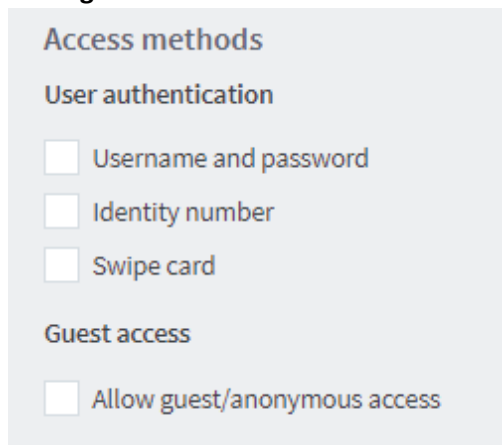 Access methods
User authentication
Username and password
Identity number
Swipe card
Guest access
Allow guest/anonymous access